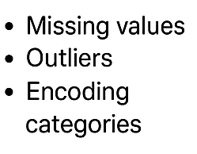 • Missing values
• Outliers
• Encoding
categories